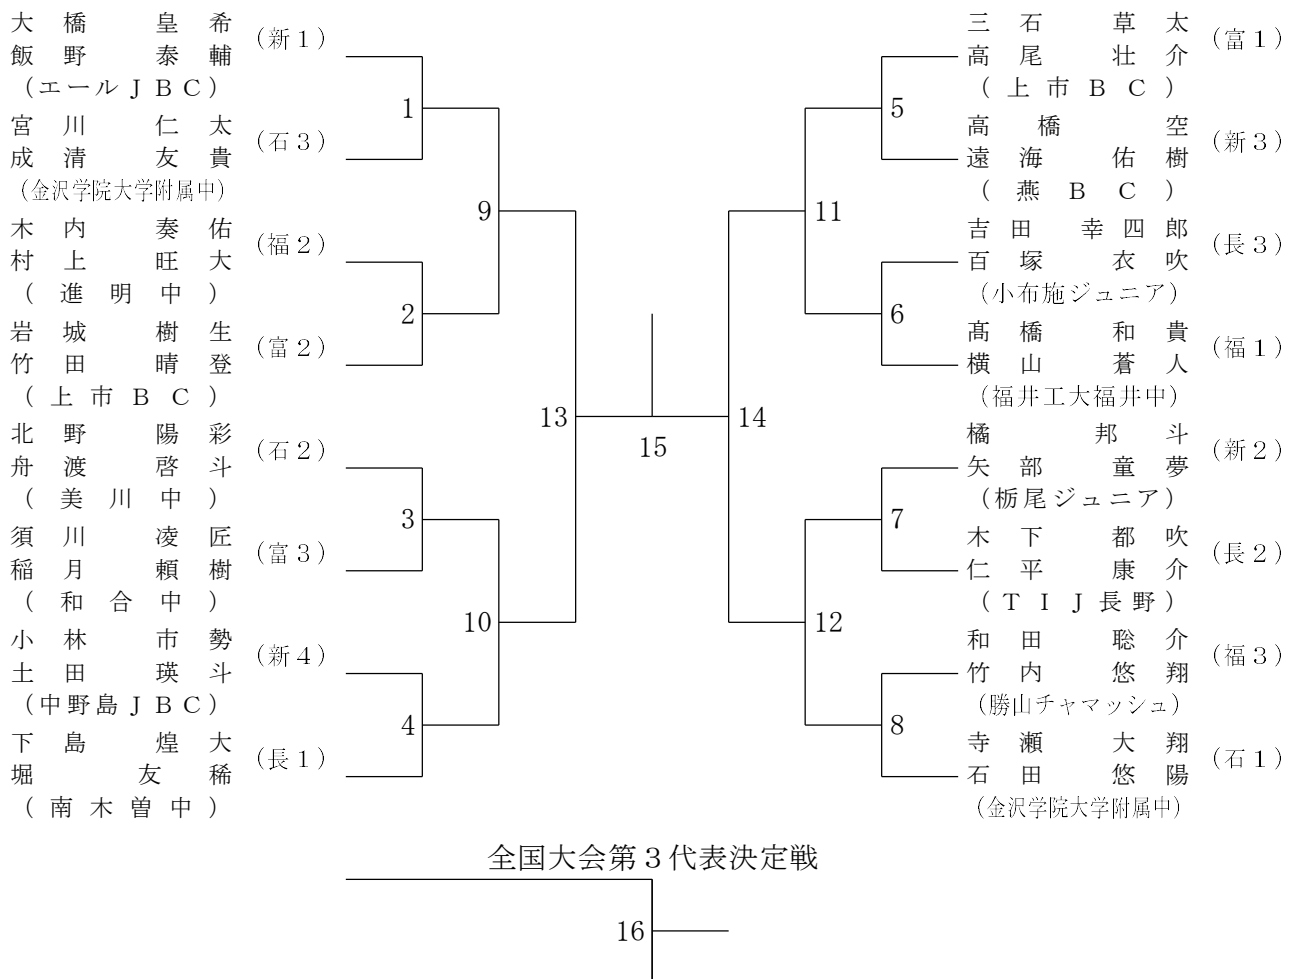 大橋 皇希
飯野 泰輔
(新1)
(エールJBC)
1
宮川 仁太
成清 友貴
(石3)
(金沢学院大学附属中)
9
木内 奏佑
村上 旺大
(福2)
(進明中)
2
岩城 樹生
竹田 晴登
(富2)
(上市BC)
13
北野 陽彩
舟渡 啓斗
(石2)
(美川中)
3
須川 凌匠
稲月 頼樹
(富3)
(和合中)
10
小林 市勢
土田 瑛斗
(新4)
(中野島JBC)
4
下島 煌大
堀 友稀
(長1)
(南木曽中)
15
三石 草太
高尾 壮介
(富1)
(上市BC)
5
高橋 空
遠海 佑樹
(新3)
(燕BC)
11
吉田 幸四郎
百塚 衣吹
(長3)
(小布施ジュニア)
6
髙橋 和貴
横山 蒼人
(福1)
(福井工大福井中)
14
橘 邦斗
矢部 童夢
(新2)
(栃尾ジュニア)
7
木下 都吹
仁平 康介
(長2)
(TIJ長野)
12
和田 聡介
竹内 悠翔
(福3)
(勝山チャマッシュ)
8
寺瀬 大翔
石田 悠陽
(石1)
(金沢学院大学附属中)
全国大会第3代表決定戦
16